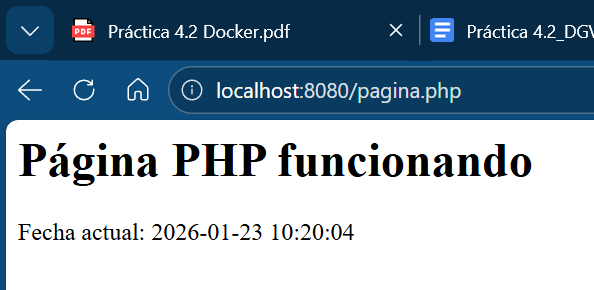 PDF
Práctica 4.2 Docker.pdf
Práctica 4.2_DGV
localhost:8080/pagina.php
Página PHP funcionando
Fecha actual: 2026-01-23 10:20:04